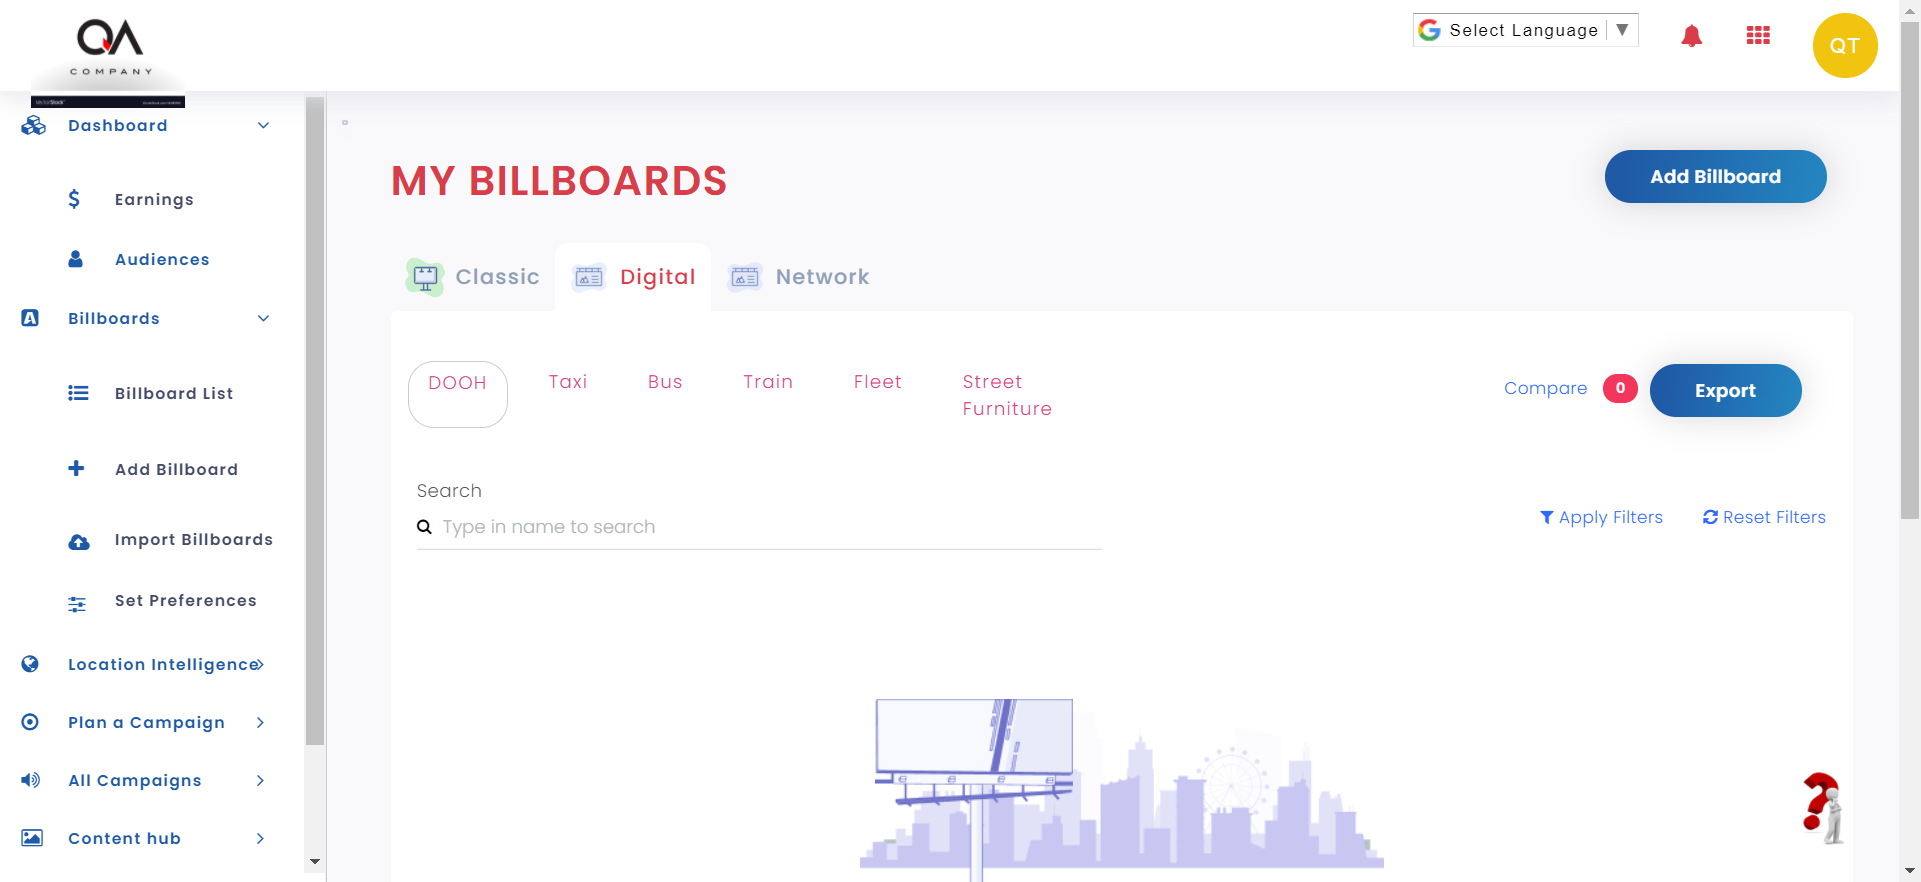 QA
COMPANY
Select Language
QT
Dashboard
Earnings
Audiences
Billboards
Billboard List
Add Billboard
Import Billboards
Set Preferences
Location Intelligence
Plan a Campaign
All Campaigns
Content hub
MY BILLBOARDS
Add Billboard
Classic
Digital
Network
DOOH
Taxi
Bus
Train
Fleet
Street
Furniture
Compare 0
Export
Search
Type in name to search
Apply Filters
Reset Filters